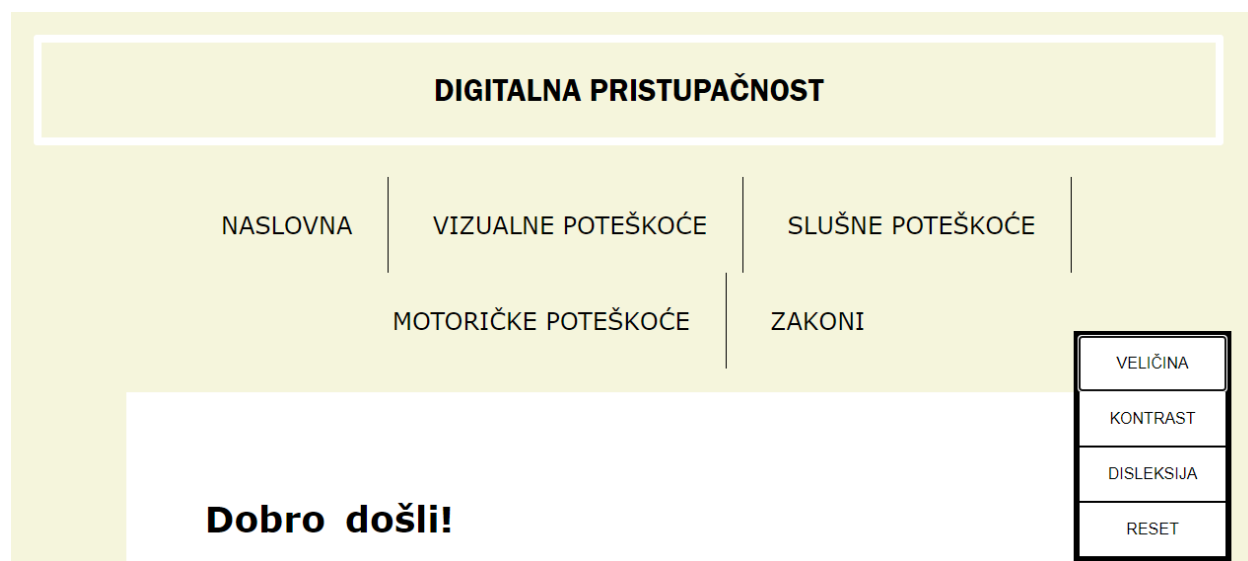 DIGITALNA PRISTUPAČNOST
NASLOVNA VIZUALNE POTEŠKOĆE SLUŠNE POTEŠKOĆE
MOTORIČKE POTEŠKOĆE ZAKONI
VELIČINA
KONTRAST
DISLEKSIJA
RESET
Dobro došli!